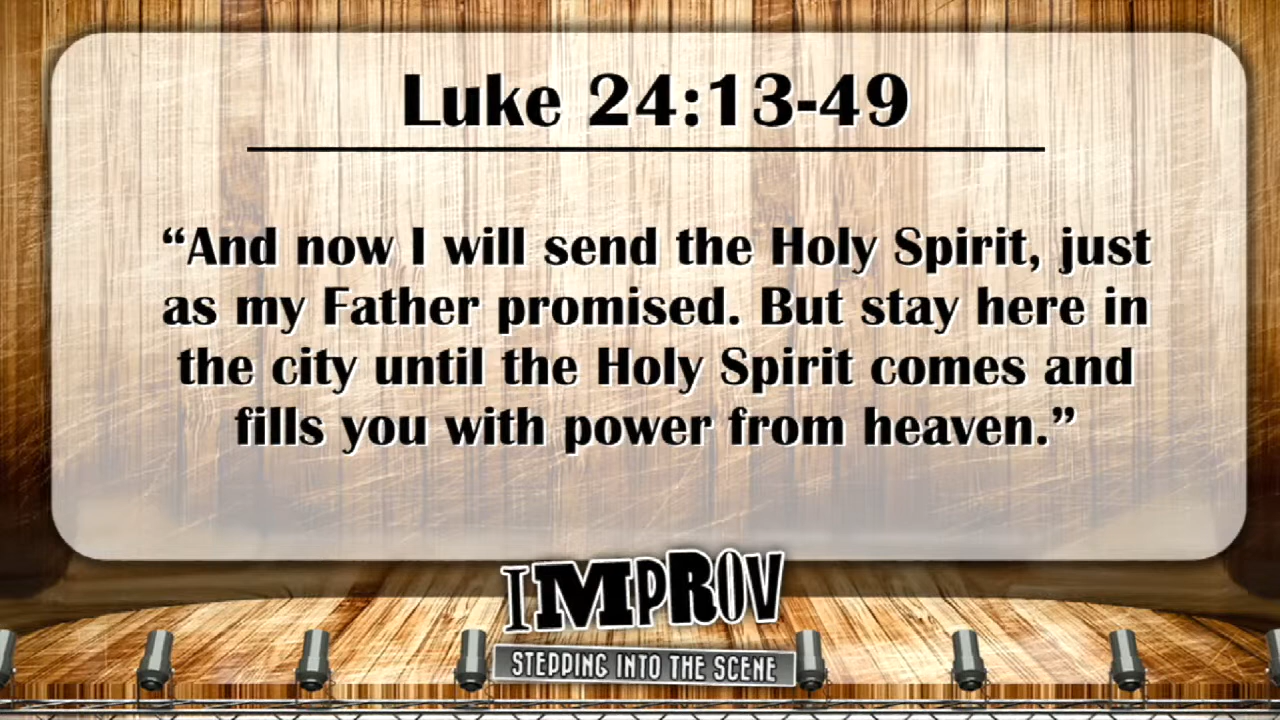 Luke 24:13-49
“And now I will send the Holy Spirit, just
as my Father promised. But stay here in
the city until the Holy Spirit comes and
fills you with power from heaven.”
IMPROV
STEPPING INTO THE SCENE